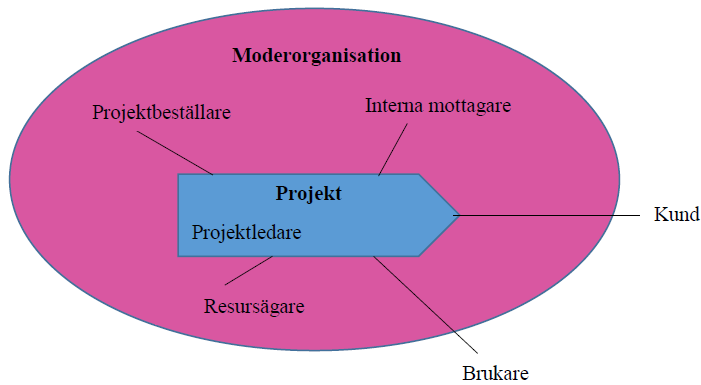 Moderorganisation
Projektbeställare
Interna mottagare
Projekt
Projektledare
Kund
Resursägare
Brukare